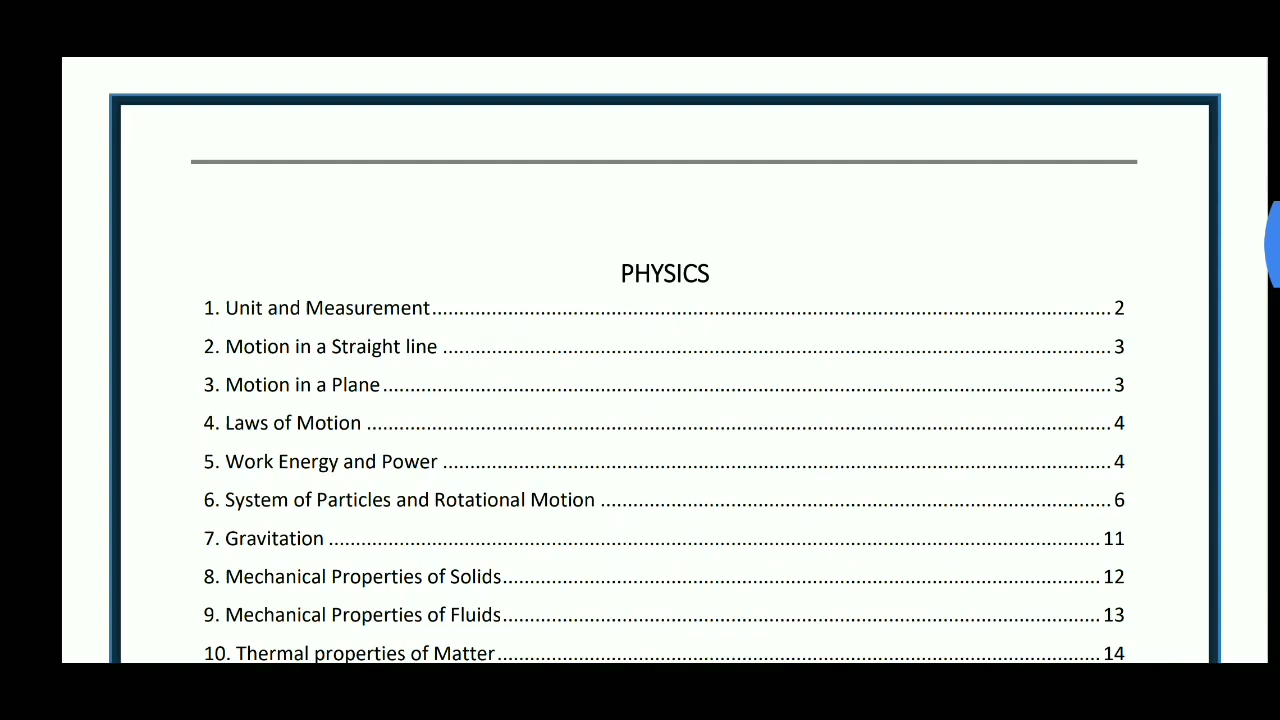 PHYSICS
1. Unit and Measurement........................................................................................................................... 2
2. Motion in a Straight line ......................................................................................................................... 3
3. Motion in a Plane.................................................................................................................................... 3
4. Laws of Motion ....................................................................................................................................... 4
5. Work Energy and Power ......................................................................................................................... 4
6. System of Particles and Rotational Motion ............................................................................................ 6
7. Gravitation ............................................................................................................................................ 11
8. Mechanical Properties of Solids............................................................................................................ 12
9. Mechanical Properties of Fluids............................................................................................................ 13
10. Thermal properties of Matter............................................................................................................. 14